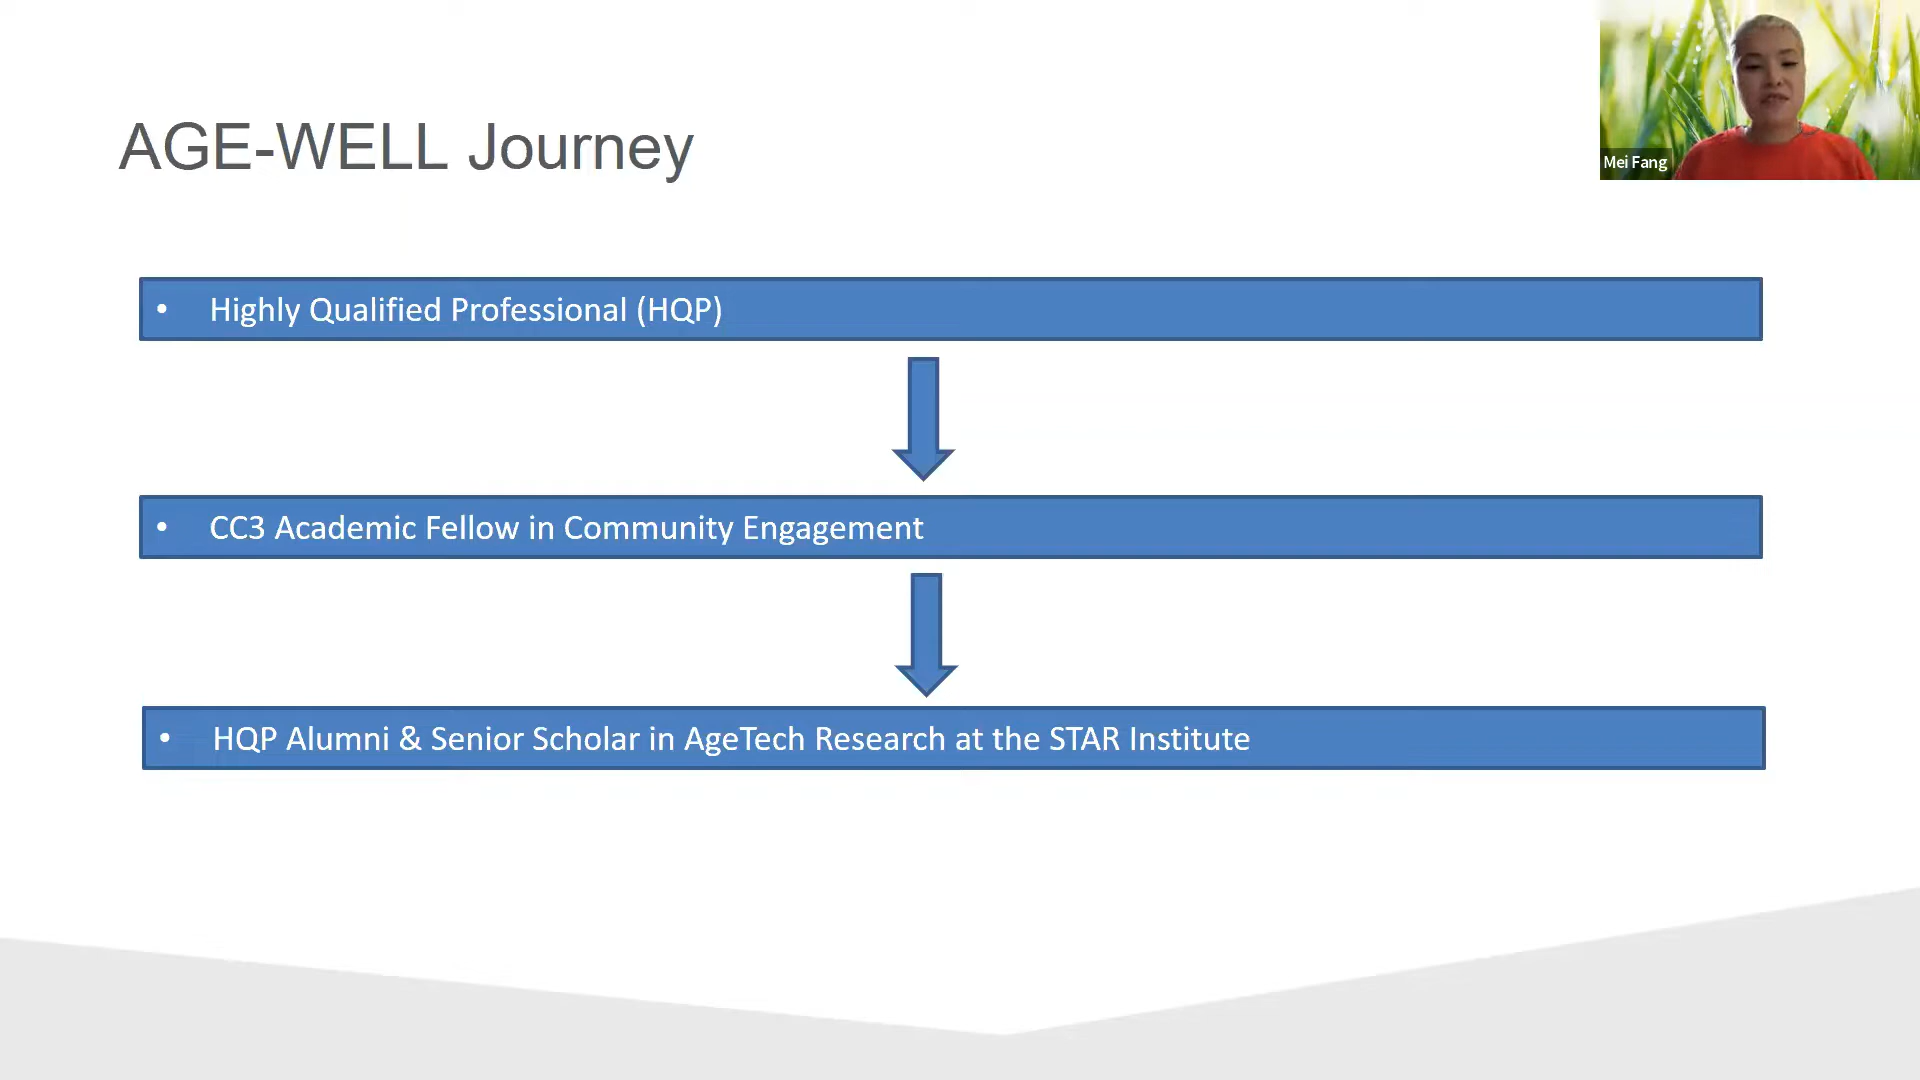 Mei Fang
AGE-WELL Journey
• Highly Qualified Professional (HQP)
• CC3 Academic Fellow in Community Engagement
• HQP Alumni & Senior Scholar in AgeTech Research at the STAR Institute